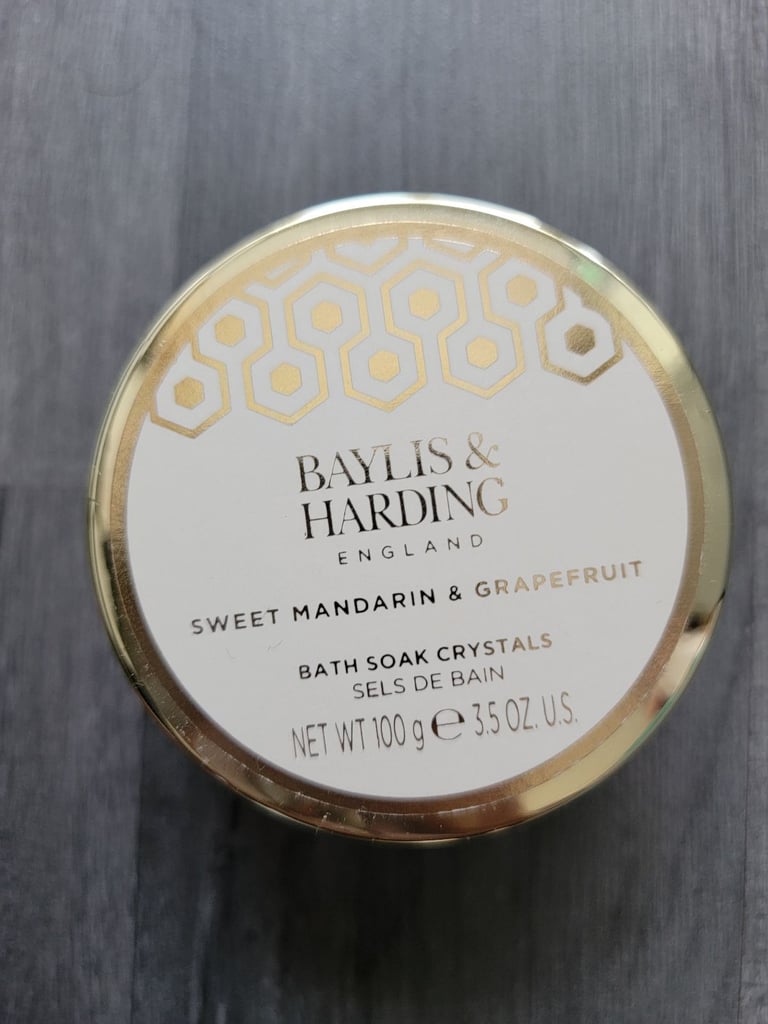 BAYLIS &
HARDING
ENGLAND
SWEET MANDARIN & GRAPEFRUIT
BATH SOAK CRYSTALS
SELS DE BAIN
NET WT 100 g ℮ 3.5 OZ. U.S.